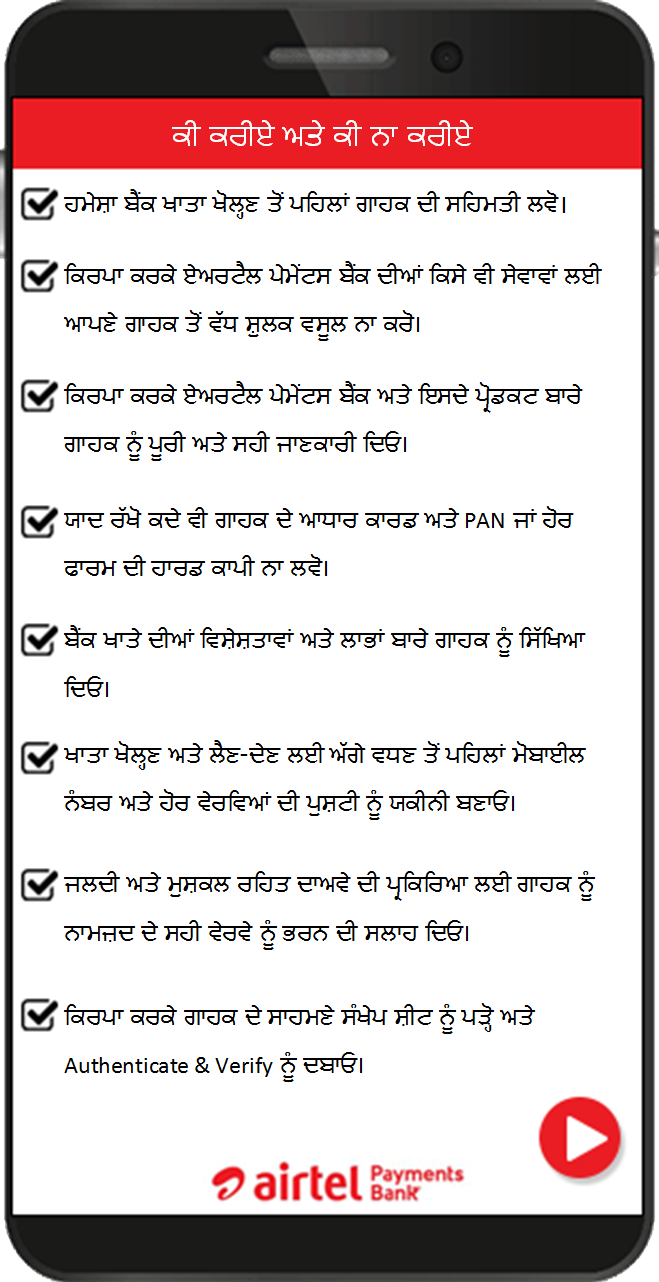 ਕੀ ਕਰੀਏ ਅਤੇ ਕੀ ਨਾ ਕਰੀਏ
ਹਮੇਸ਼ਾ ਬੈਂਕ ਖਾਤਾ ਖੋਲ੍ਹਣ ਤੋਂ ਪਹਿਲਾਂ ਗਾਹਕ ਦੀ ਸਹਿਮਤੀ ਲਵੋ।
ਕਿਰਪਾ ਕਰਕੇ ਏਅਰਟੈਲ ਪੇਮੇਂਟਸ ਬੈਂਕ ਦੀਆਂ ਕਿਸੇ ਵੀ ਸੇਵਾਵਾਂ ਲਈ
ਆਪਣੇ ਗਾਹਕ ਤੋਂ ਵੱਧ ਸ਼ੁਲਕ ਵਸੂਲ ਨਾ ਕਰੋ।
ਕਿਰਪਾ ਕਰਕੇ ਏਅਰਟੈਲ ਪੇਮੇਂਟਸ ਬੈਂਕ ਅਤੇ ਇਸਦੇ ਪ੍ਰੋਡਕਟ ਬਾਰੇ
ਗਾਹਕ ਨੂੰ ਪੂਰੀ ਅਤੇ ਸਹੀ ਜਾਣਕਾਰੀ ਦਿਓ।
ਯਾਦ ਰੱਖੋ ਕਦੇ ਵੀ ਗਾਹਕ ਦੇ ਆਧਾਰ ਕਾਰਡ ਅਤੇ PAN ਜਾਂ ਹੋਰ
ਫਾਰਮ ਦੀ ਹਾਰਡ ਕਾਪੀ ਨਾ ਲਵੋ।
ਬੈਂਕ ਖਾਤੇ ਦੀਆਂ ਵਿਸ਼ੇਸ਼ਤਾਵਾਂ ਅਤੇ ਲਾਭਾਂ ਬਾਰੇ ਗਾਹਕ ਨੂੰ ਸਿੱਖਿਆ
ਦਿਓ।
ਖਾਤਾ ਖੋਲ੍ਹਣ ਅਤੇ ਲੈਣ-ਦੇਣ ਲਈ ਅੱਗੇ ਵਧਣ ਤੋਂ ਪਹਿਲਾਂ ਮੋਬਾਈਲ
ਨੰਬਰ ਅਤੇ ਹੋਰ ਵੇਰਵਿਆਂ ਦੀ ਪੁਸ਼ਟੀ ਨੂੰ ਯਕੀਨੀ ਬਣਾਓ।
ਜਲਦੀ ਅਤੇ ਮੁਸ਼ਕਲ ਰਹਿਤ ਦਾਅਵੇ ਦੀ ਪ੍ਰਕਿਰਿਆ ਲਈ ਗਾਹਕ ਨੂੰ
ਨਾਮਜ਼ਦ ਦੇ ਸਹੀ ਵੇਰਵੇ ਨੂੰ ਭਰਨ ਦੀ ਸਲਾਹ ਦਿਓ।
ਕਿਰਪਾ ਕਰਕੇ ਗਾਹਕ ਦੇ ਸਾਹਮਣੇ ਸੰਖੇਪ ਸ਼ੀਟ ਨੂੰ ਪੜ੍ਹੋ ਅਤੇ
Authenticate & Verify ਨੂੰ ਦਬਾਓ।
airtel Payments
Bank